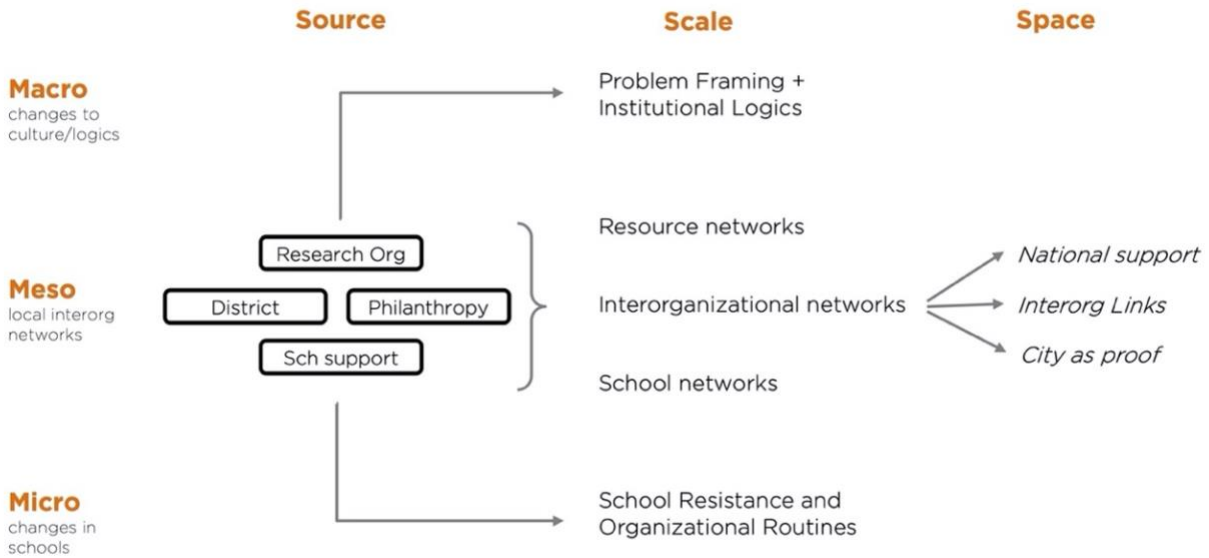 Source
Scale
Space
Macro
changes to
culture/logics
Problem Framing +
Institutional Logics
Meso
local interorg
networks
Research Org
District
Philanthropy
Sch support
Resource networks
Interorganizational networks
School networks
National support
Interorg Links
City as proof
Micro
changes in
schools
School Resistance and
Organizational Routines